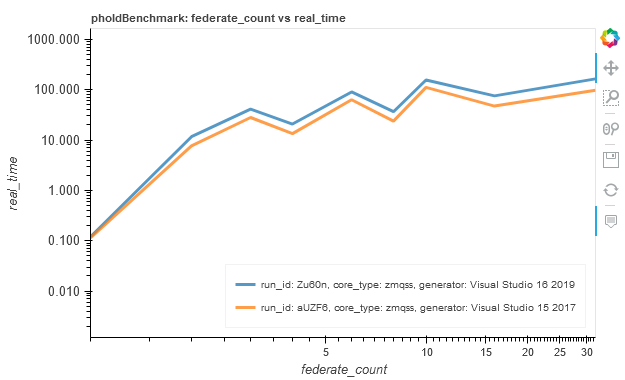 pholdBenchmark: federate_count vs real_time
1000.000
100.000
10.000
1.000
0.100
0.010
real_time
run_id: Zu60n, core_type: zmqss, generator: Visual Studio 16 2019
run_id: aUZF6, core_type: zmqss, generator: Visual Studio 15 2017
5 10 15 20 25 30
federate_count